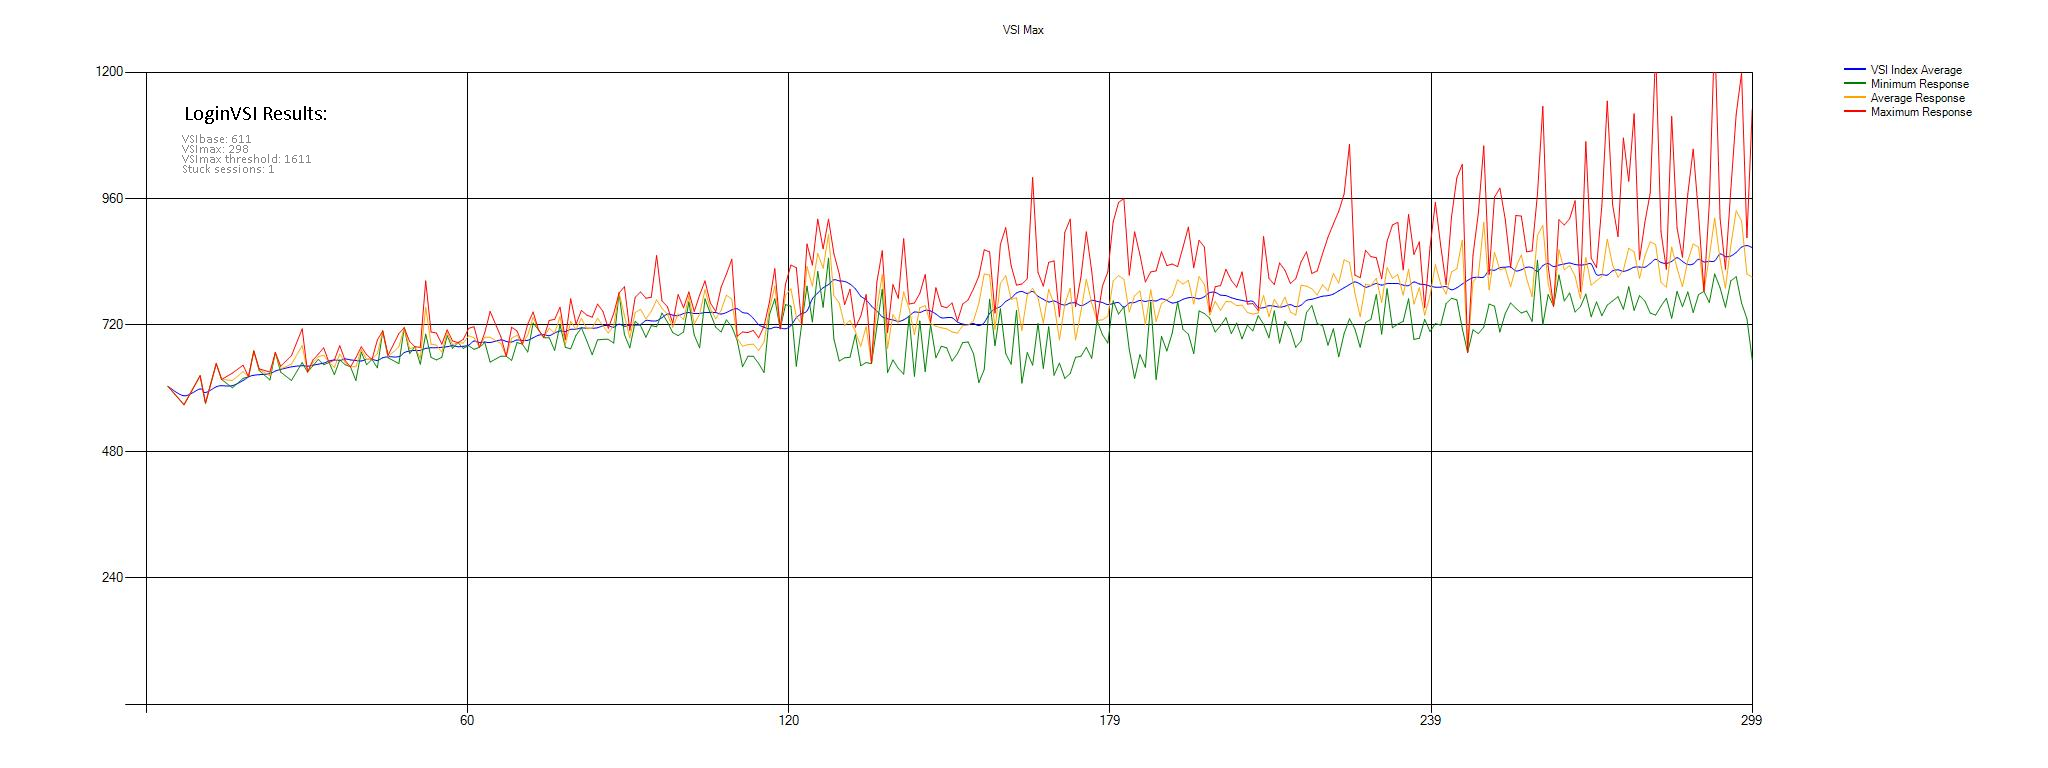 VSI Max
1200
960
720
480
240
LoginVSI Results:
VSIbase: 611
VSImax: 298
VSImax threshold: 1611
Stuck sessions: 1
60
120
179
239
299
VSI Index Average
Minimum Response
Average Response
Maximum Response